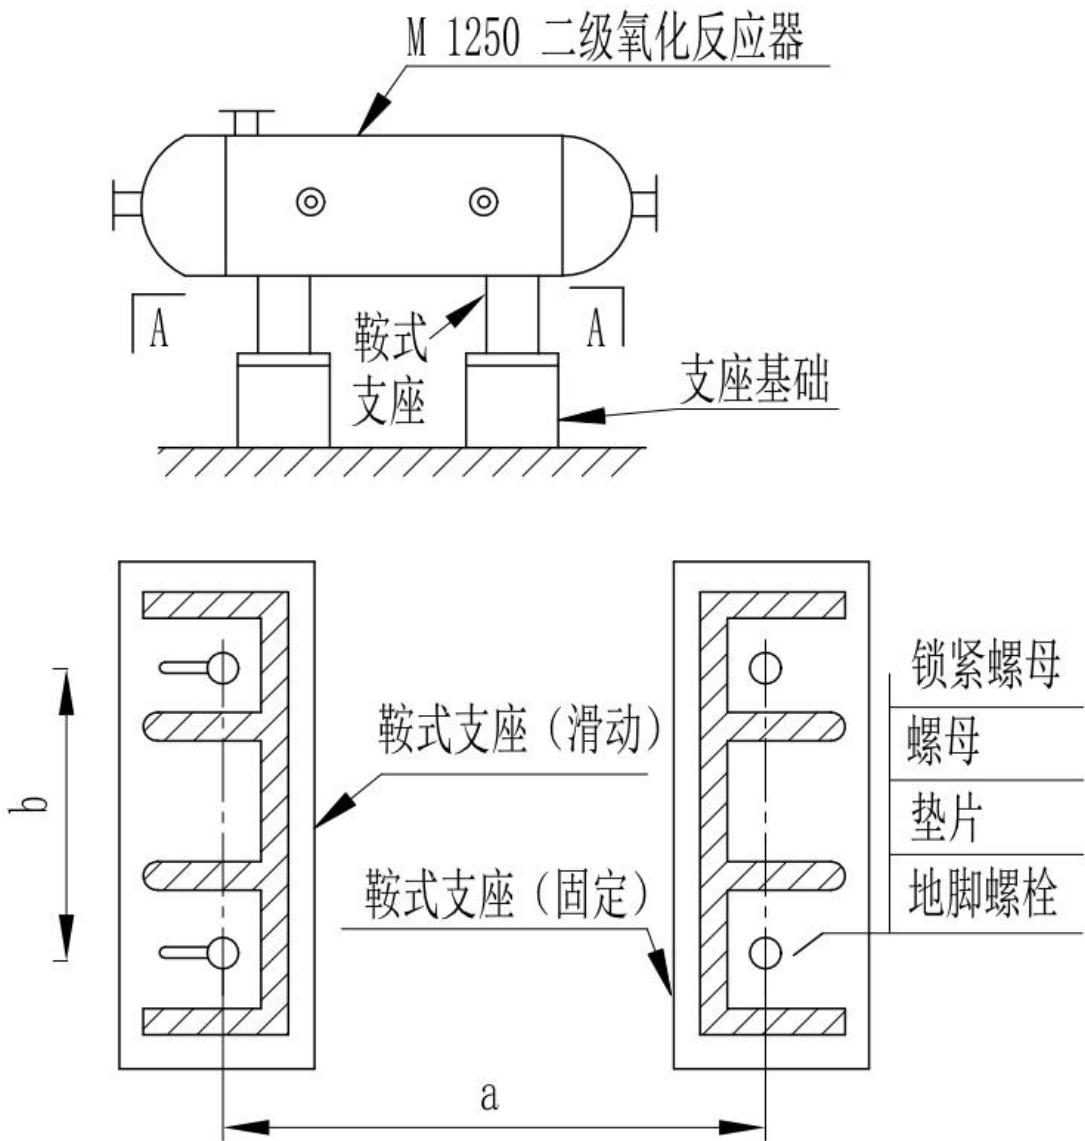 M 1250 二级氧化反应器
A
鞍式
支座
A
支座基础
锁紧螺母
鞍式支座（滑动）
螺母
b
垫片
鞍式支座（固定）
地脚螺栓
a